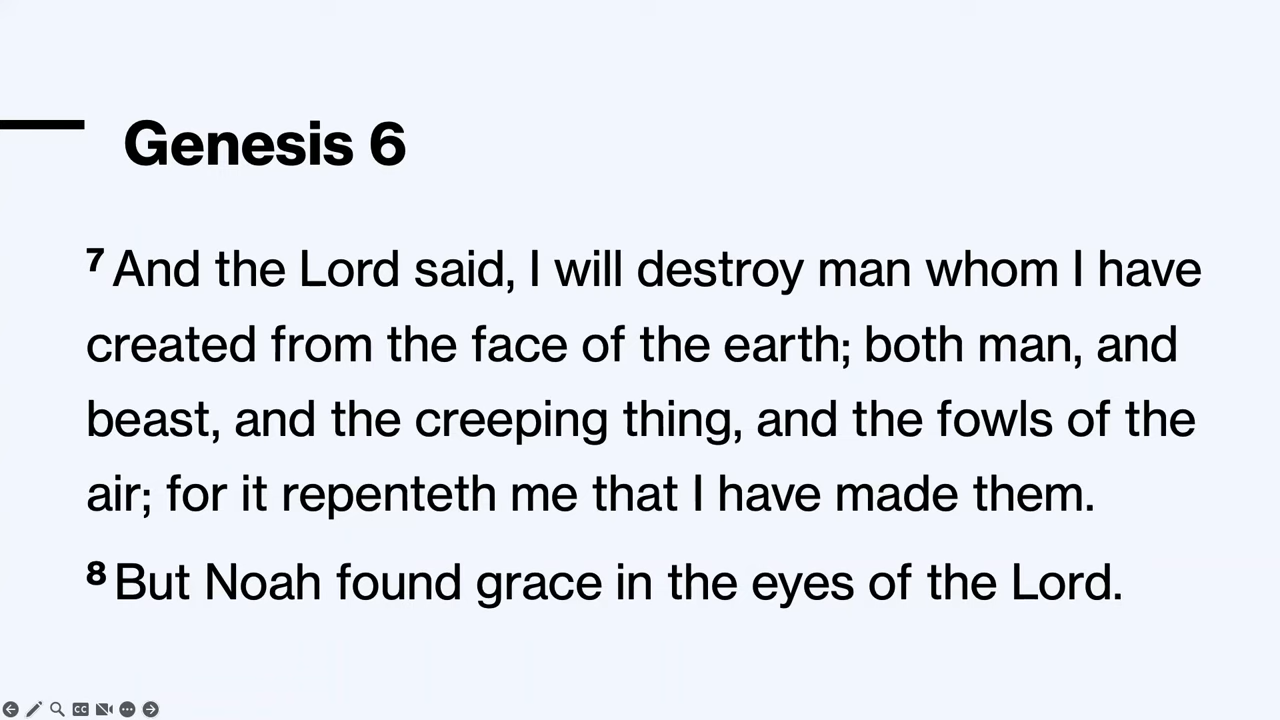 Genesis 6
7 And the Lord said, I will destroy man whom I have
created from the face of the earth; both man, and
beast, and the creeping thing, and the fowls of the
air; for it repenteth me that I have made them.
8 But Noah found grace in the eyes of the Lord.
CC